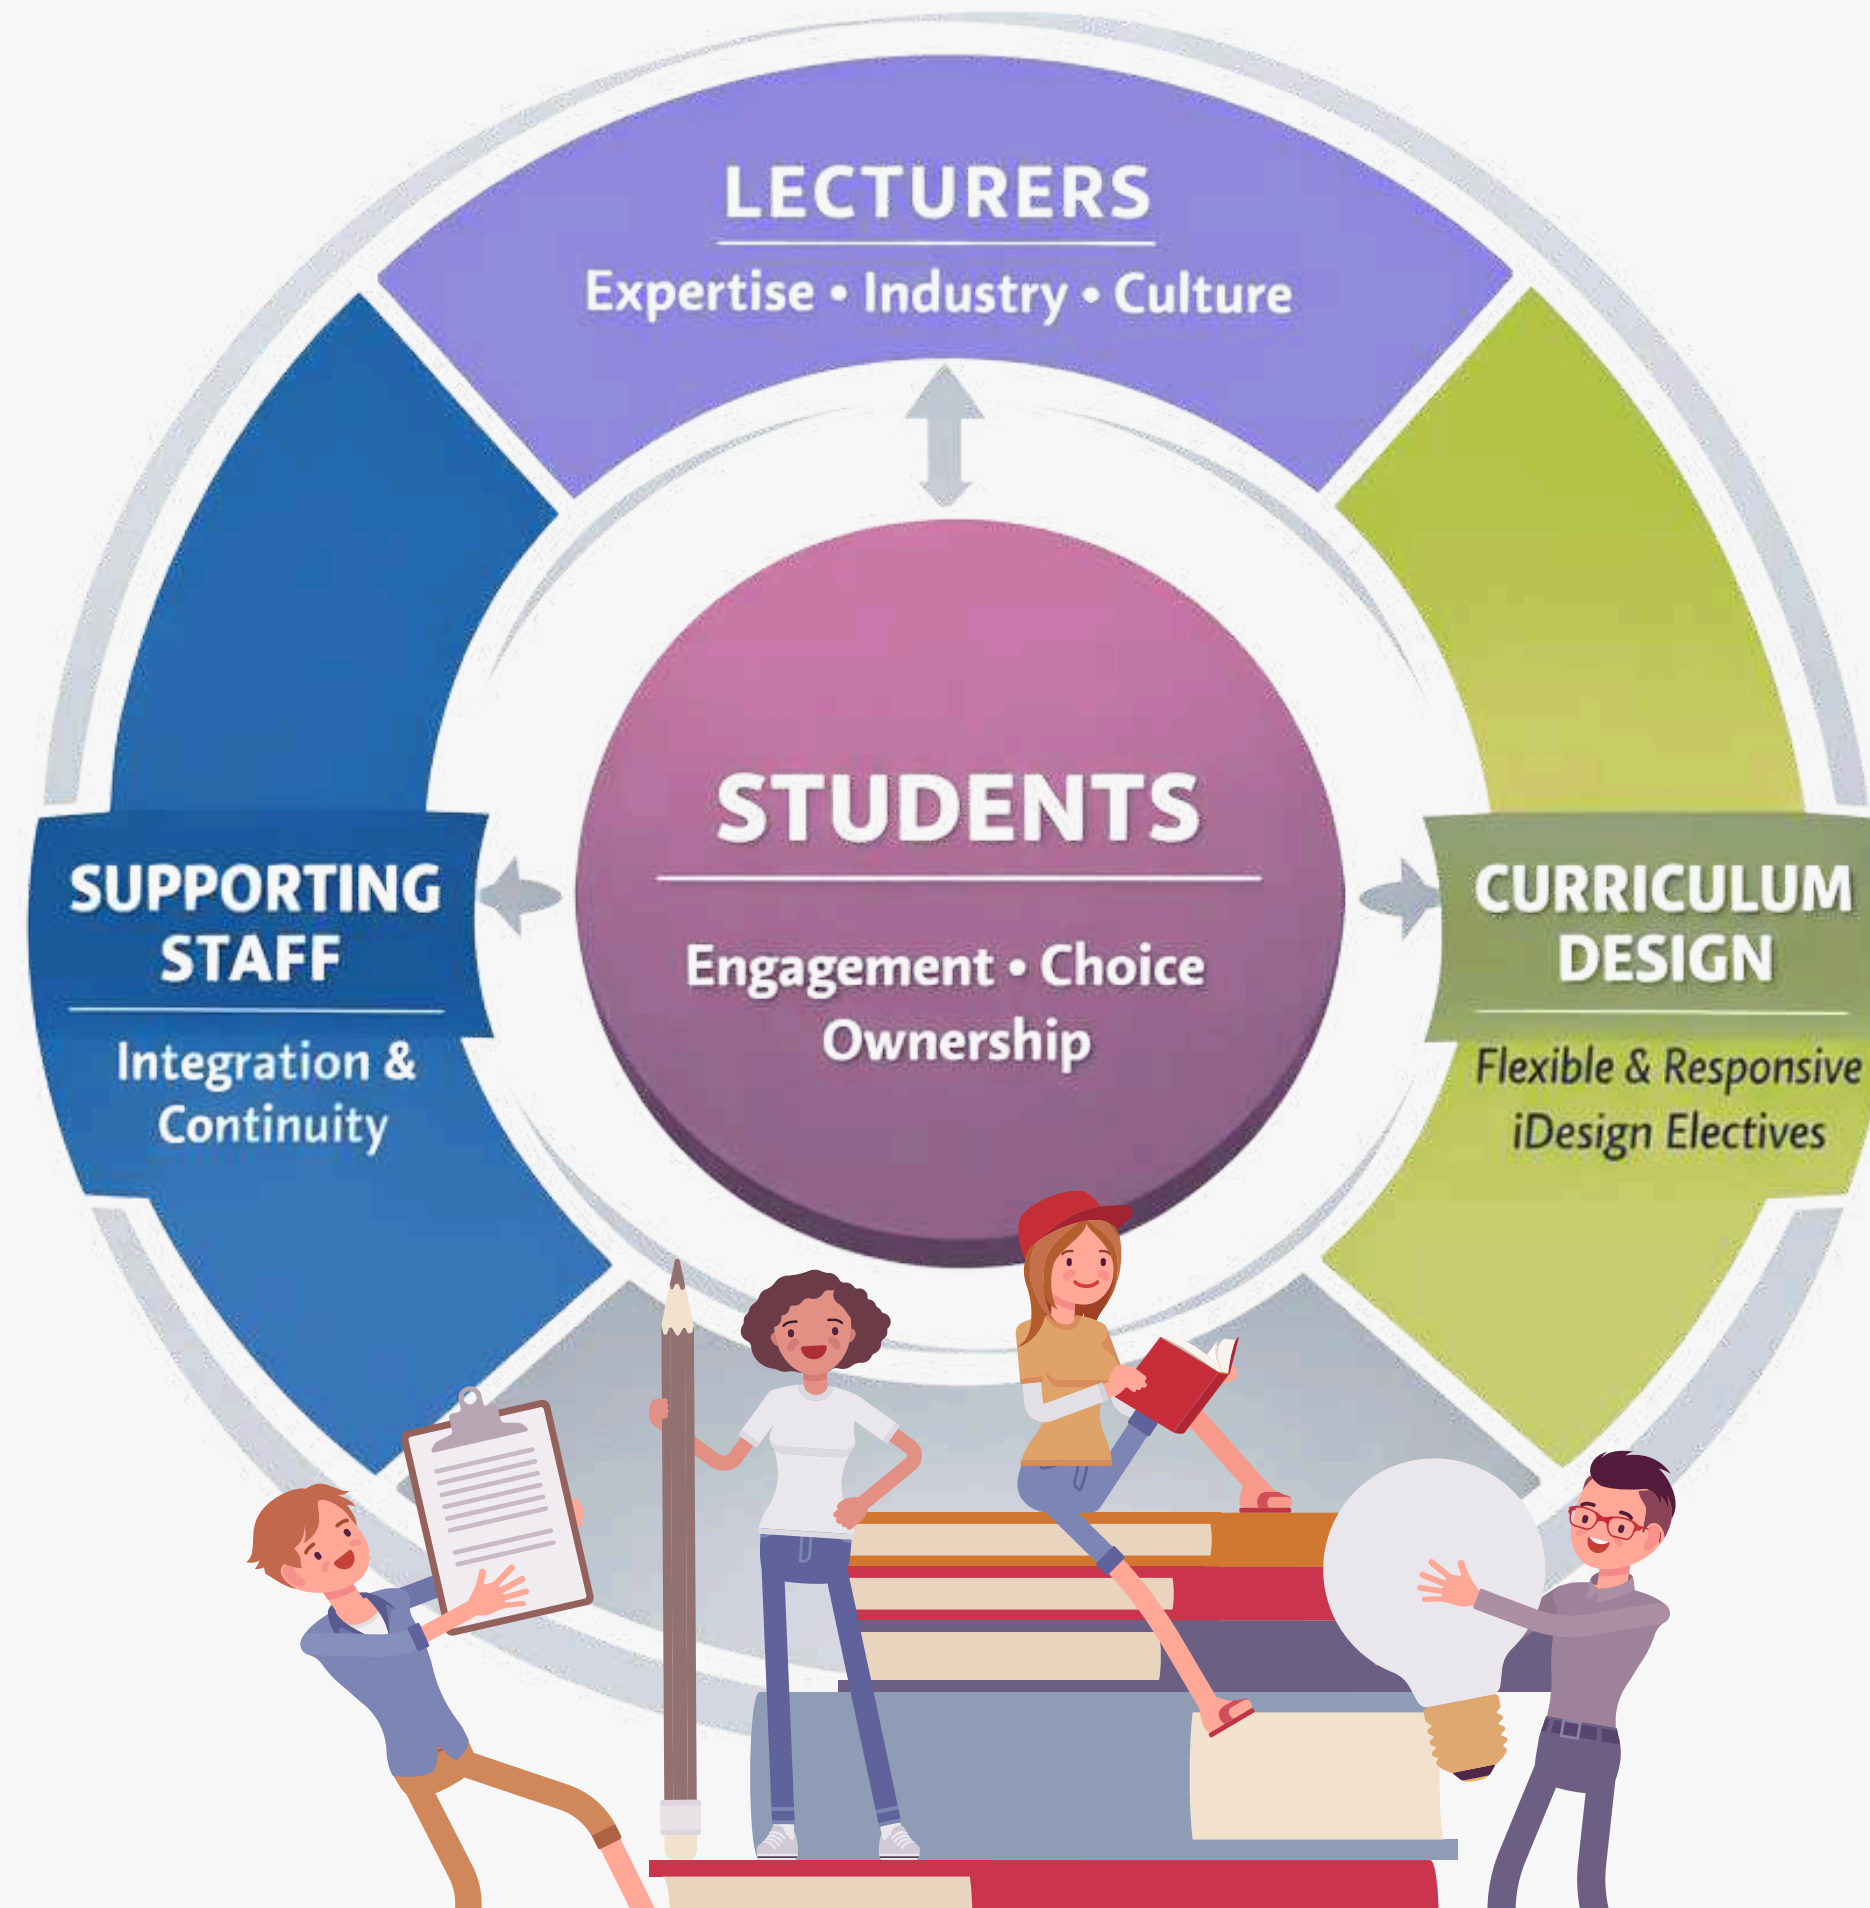 LECTURERS
Expertise • Industry • Culture
STUDENTS
Engagement • Choice
Ownership
SUPPORTING
STAFF
Integration &
Continuity
CURRICULUM
DESIGN
Flexible & Responsive
iDesign Electives